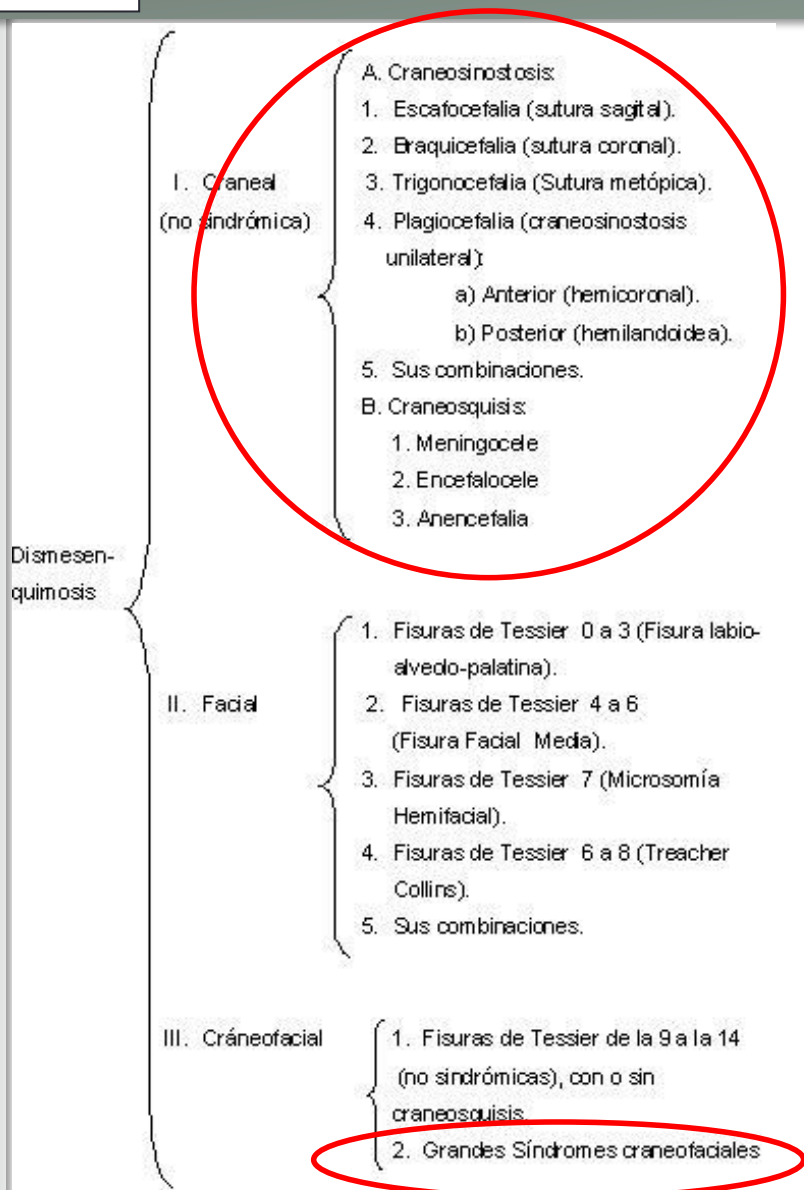 I. Craneal
(no sindrómica)
A. Craneosinostosis:
1. Escafocefalia (sutura sagital).
2. Braquicefalia (sutura coronal).
3. Trigonocefalia (Sutura metópica).
4. Plagiocefalia (craneosinostosis
unilateral):
a) Anterior (hemicoronal).
b) Posterior (hemilandoidea).
5. Sus combinaciones.
B. Craneosquisis:
1. Meningocele
2. Encefalocele
3. Anencefalia
Dismesen-
quimosis
II. Facial
1. Fisuras de Tessier 0 a 3 (Fisura labio-
alveolo-palatina).
2. Fisuras de Tessier 4 a 6
(Fisura Facial Media).
3. Fisuras de Tessier 7 (Microsomía
Hemifacial).
4. Fisuras de Tessier 6 a 8 (Treacher
Collins).
5. Sus combinaciones.
III. Cráneofacial
1. Fisuras de Tessier de la 9 a la 14
(no sindrómicas), con o sin
craneosquisis.
2. Grandes Síndromes craneofaciales